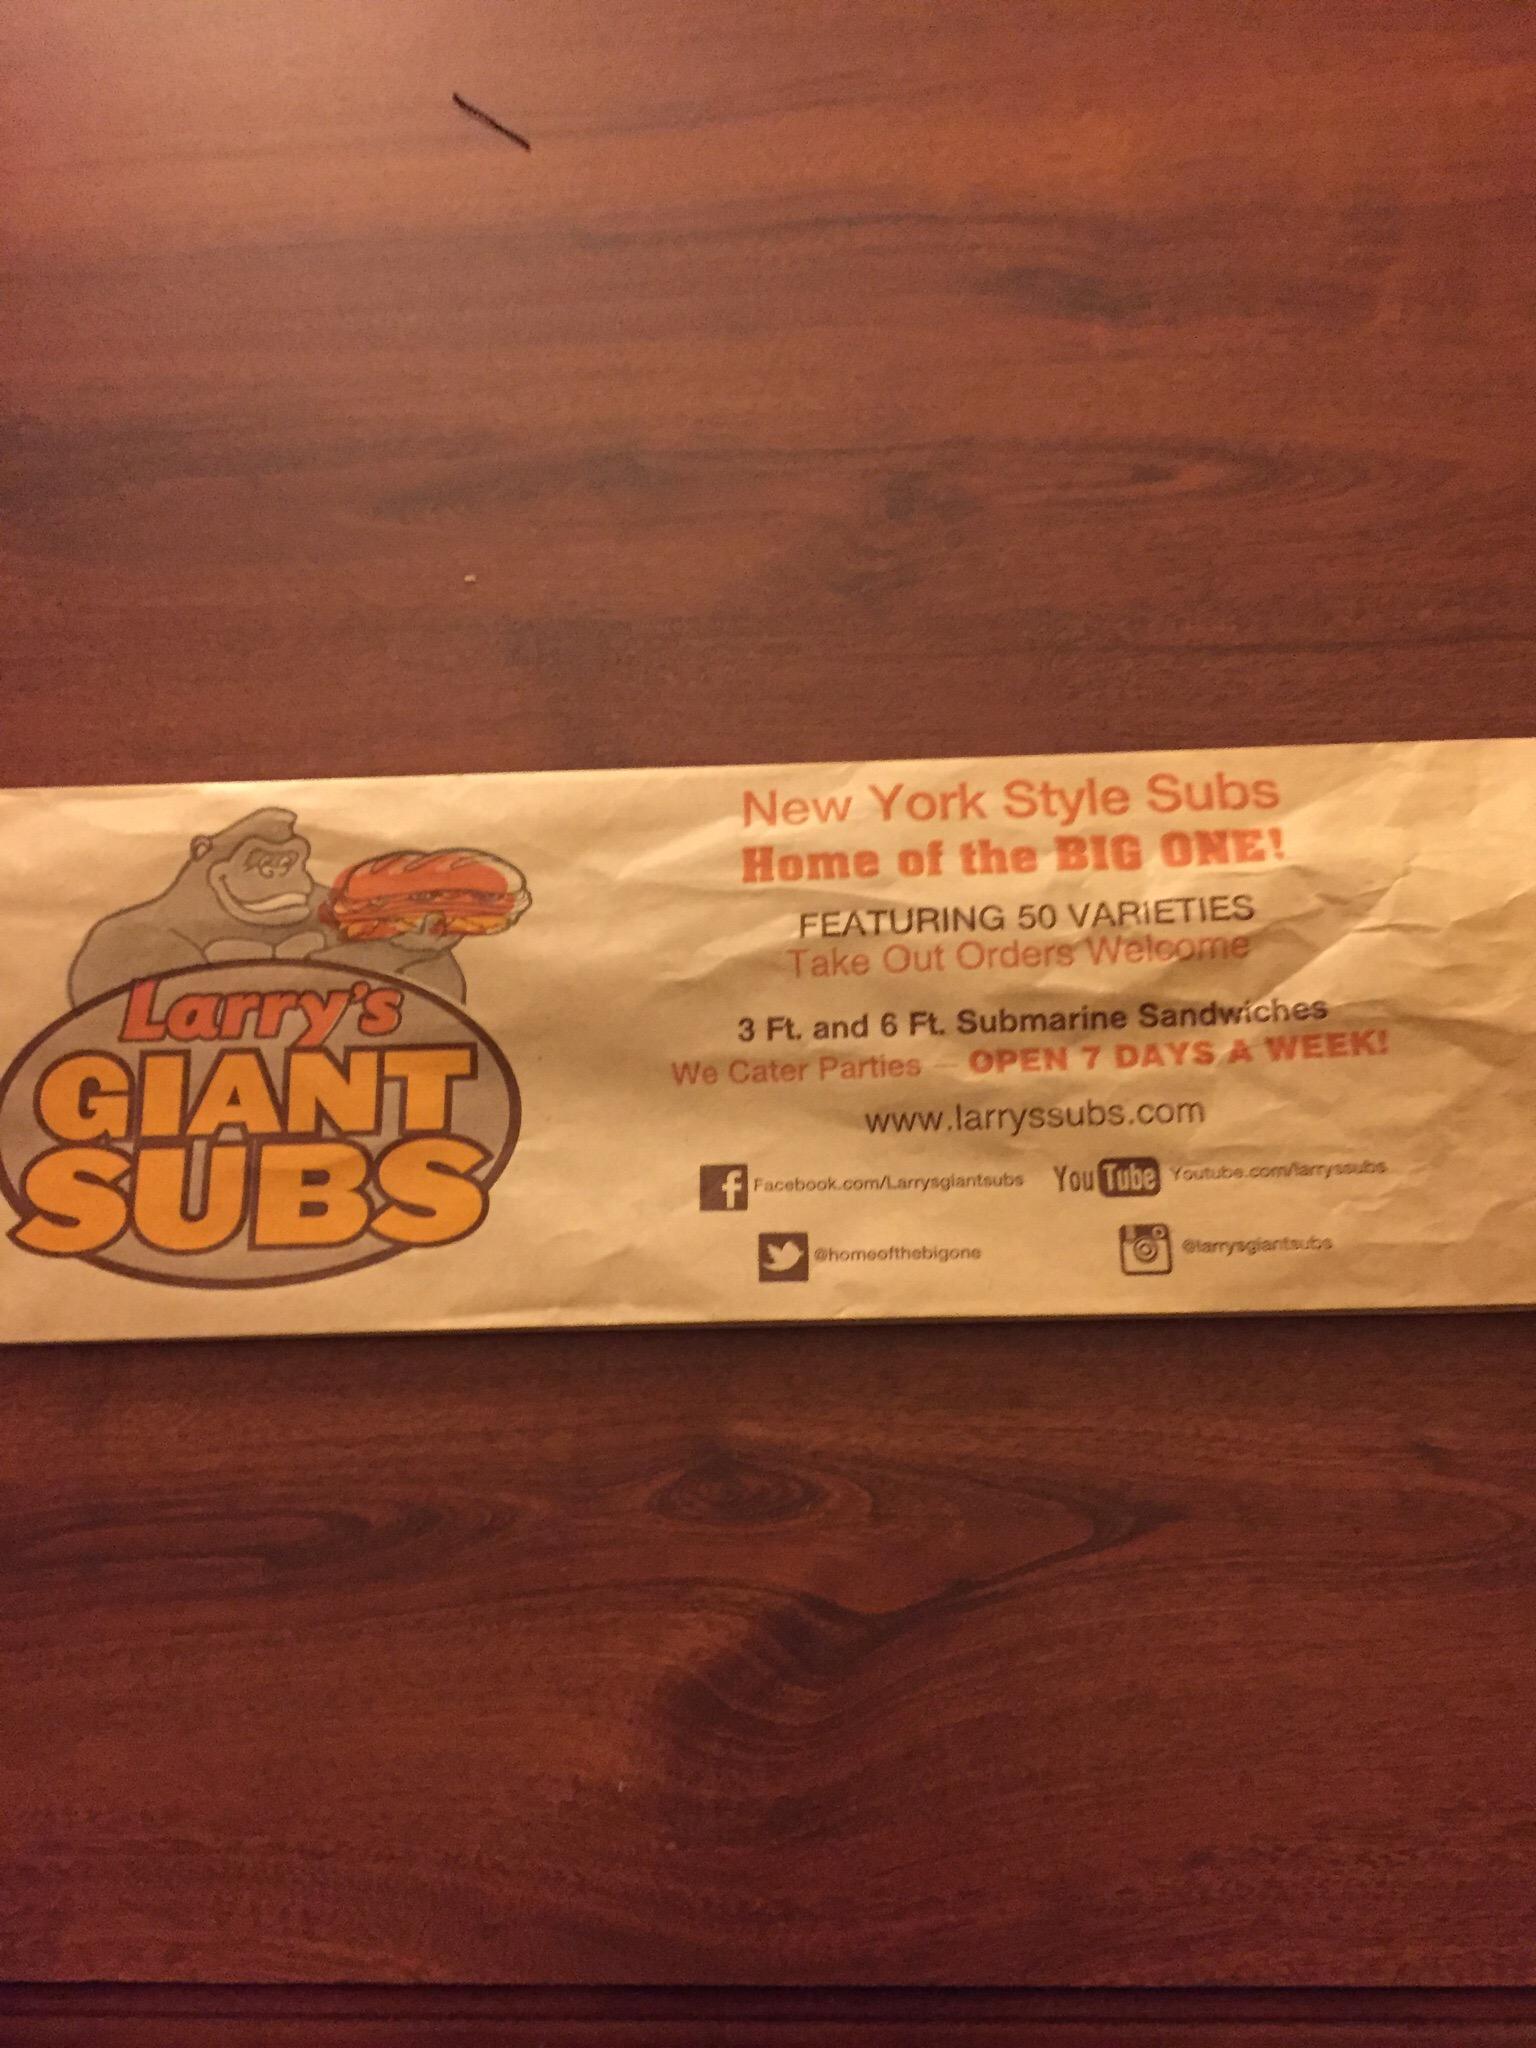 Larry's
GIANT
SUBS
New York Style Subs
Home of the BIG ONE!
FEATURING 50 VARIETIES
Take Out Orders Welcome
3 Ft. and 6 Ft. Submarine Sandwiches
We Cater Parties – OPEN 7 DAYS A WEEK!
www.larryssubs.com
f Facebook.com/Larrysgiantsubs YouTube Youtube.com/larryssubs
@homeofthebigone @larrysgiantsubs